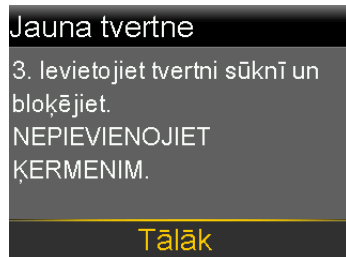 Jauna tvertne
3. Ievietojiet tvertni sūknī un
bloķējiet.
NEPIEVIENOJIET
ĶERMENIM.
Tālāk